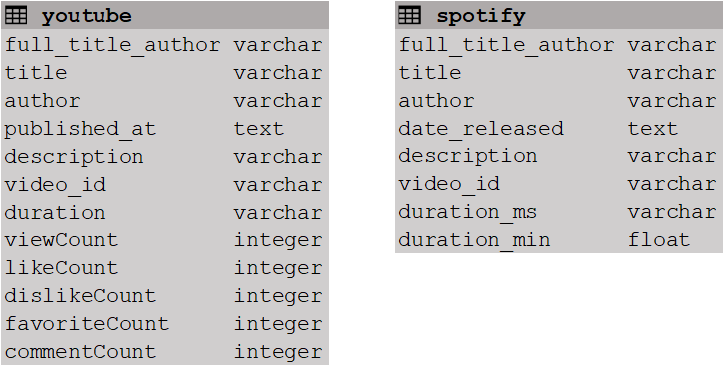 youtube
full_title_author varchar
title varchar
author varchar
published_at text
description varchar
video_id varchar
duration varchar
viewCount integer
likeCount integer
dislikeCount integer
favoriteCount integer
commentCount integer
spotify
full_title_author varchar
title varchar
author varchar
date_released text
description varchar
video_id varchar
duration_ms varchar
duration_min float